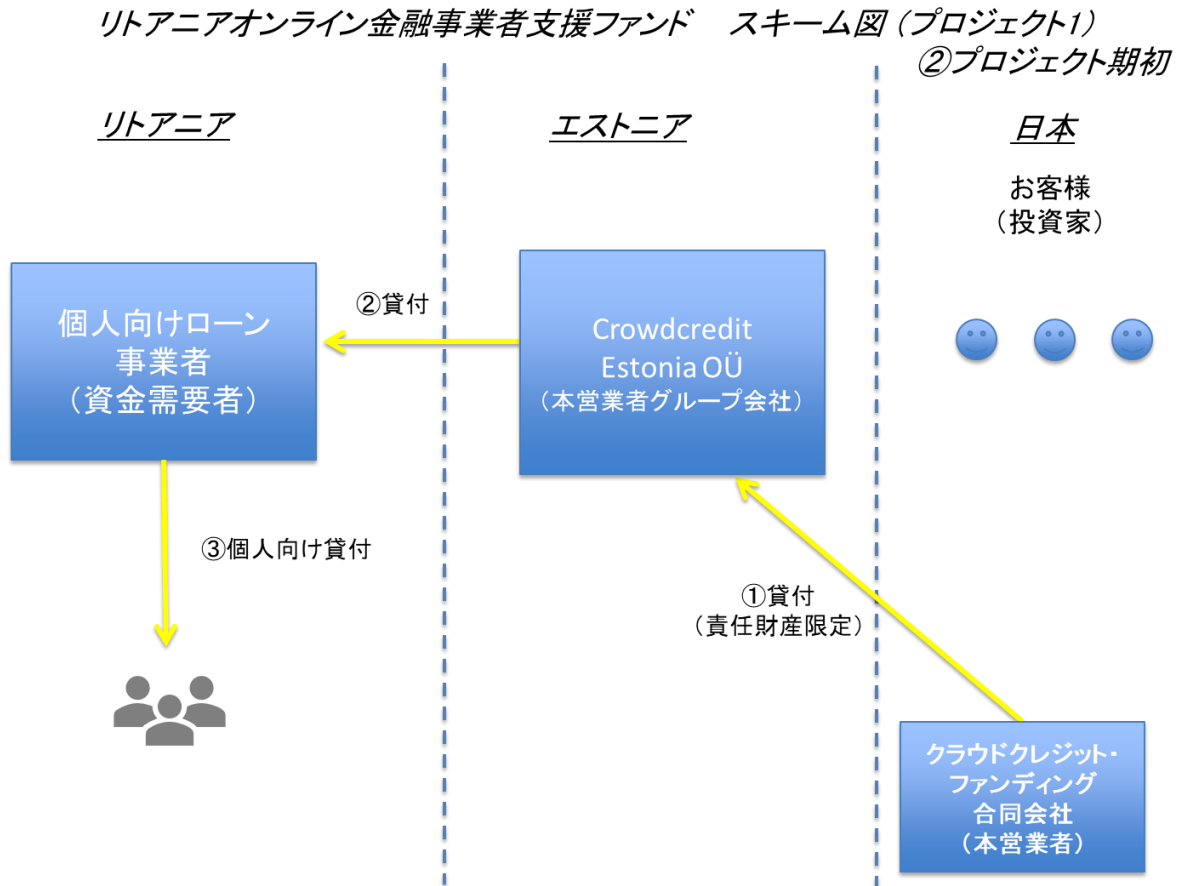 リトアニアオンライン金融事業者支援ファンド　スキーム図（プロジェクト1）
②プロジェクト期初
リトアニア
エストニア
日本
お客様
（投資家）
個人向けローン
事業者
（資金需要者）
②貸付
Crowdcredit
Estonia OÜ
（本営業者グループ会社）
③個人向け貸付
①貸付
（責任財産限定）
クラウドクレジット・
ファンディング
合同会社
（本営業者）